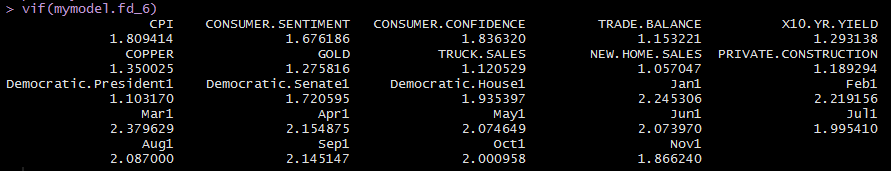 > vif(mymodel.fd_6)
CPI CONSUMER.SENTIMENT CONSUMER.CONFIDENCE TRADE.BALANCE X10.YR.YIELD
1.809414 1.676186 1.836320 1.153221 1.293138
COPPER GOLD TRUCK.SALES NEW.HOME.SALES PRIVATE.CONSTRUCTION
1.350025 1.275816 1.120529 1.057047 1.189294
Democratic.President1 Democratic.Senate1 Democratic.House1 Jan1 Feb1
1.103170 1.720595 1.935397 2.245306 2.219156
Mar1 Apr1 May1 Jun1 Jul1
2.379629 2.154875 2.074649 2.073970 1.995410
Aug1 Sep1 Oct1 Nov1
2.087000 2.145147 2.000958 1.866240